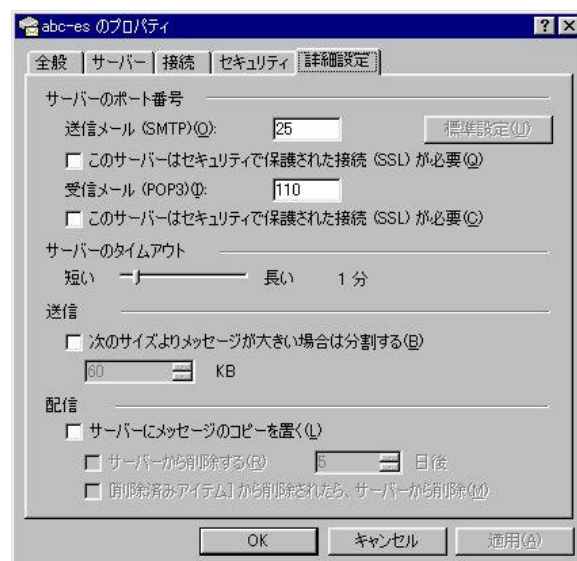 abc-es のプロパティ
全般 サーバー 接続 セキュリティ 詳細設定
サーバーのポート番号
送信メール (SMTP)(O): 25 標準設定(U)
このサーバーはセキュリティで保護された接続 (SSL) が必要(Q)
受信メール (POP3)(I): 110
このサーバーはセキュリティで保護された接続 (SSL) が必要(C)
サーバーのタイムアウト
短い 長い 1 分
送信
次のサイズよりメッセージが大きい場合は分割する(B)
60 KB
配信
サーバーにメッセージのコピーを置く(L)
サーバーから削除する(R) 5 日後
[削除済みアイテム] から削除されたら、サーバーから削除(M)
OK キャンセル 適用(A)